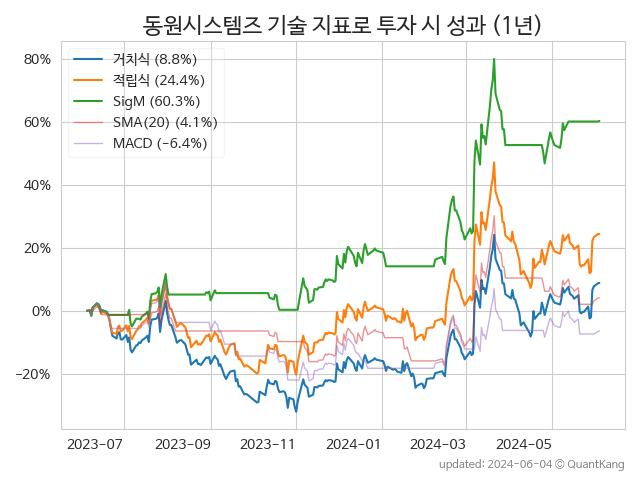 동원시스템즈 기술 지표로 투자 시 성과 (1년)
80%
60%
40%
20%
0%
−20%
거치식 (8.8%)
적립식 (24.4%)
SigM (60.3%)
SMA(20) (4.1%)
MACD (−6.4%)
2023−07 2023−09 2023−11 2024−01 2024−03 2024−05
updated: 2024−06−04 © QuantKang